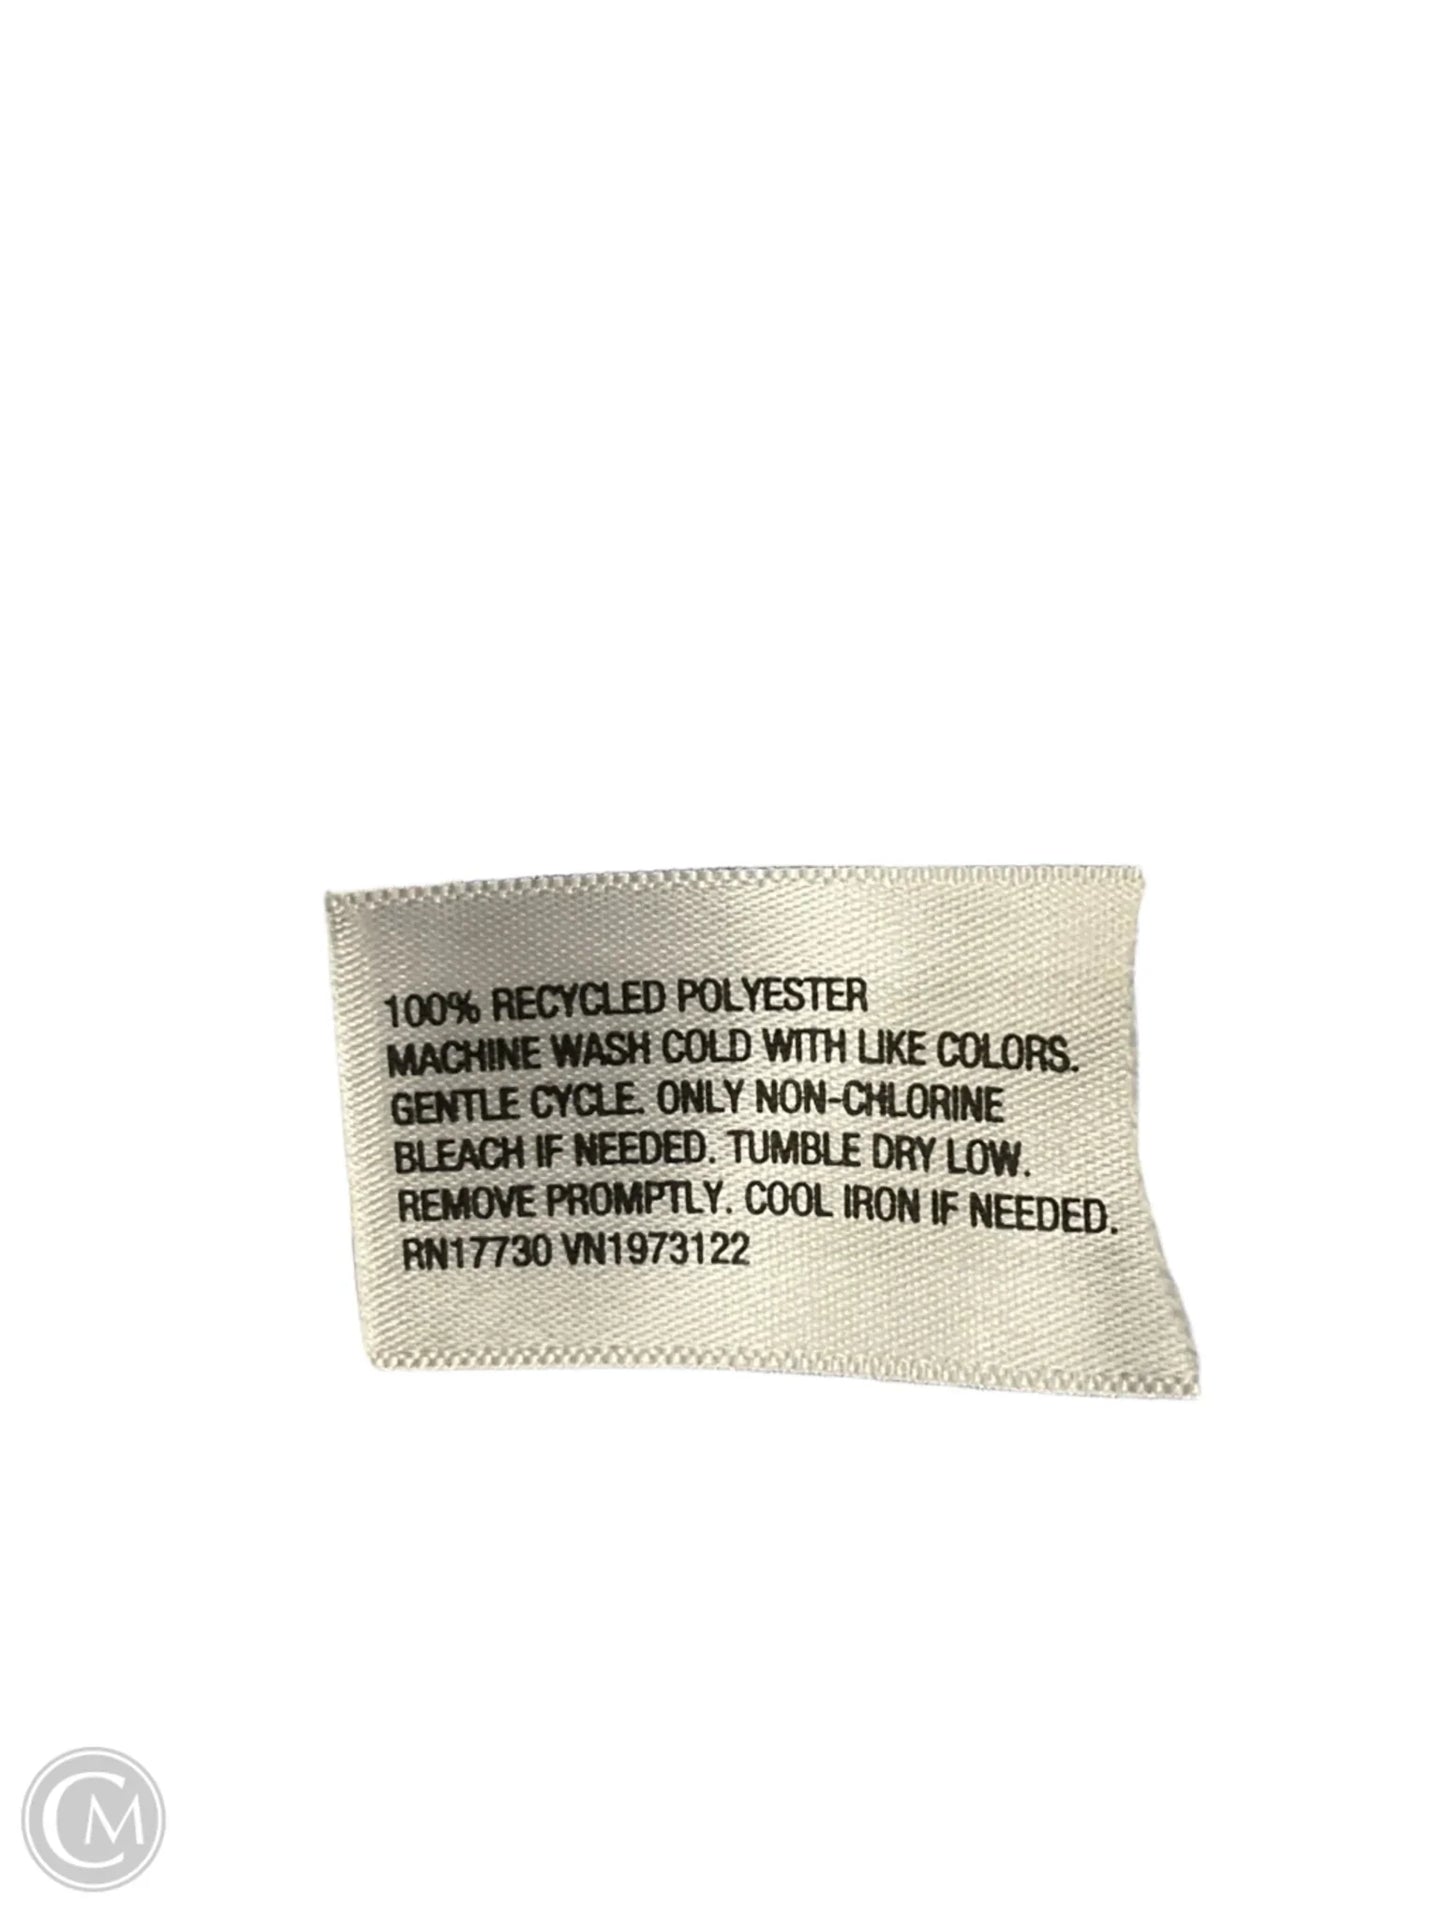 100% RECYCLED POLYESTER
MACHINE WASH COLD WITH LIKE COLORS.
GENTLE CYCLE. ONLY NON-CHLORINE
BLEACH IF NEEDED. TUMBLE DRY LOW.
REMOVE PROMPTLY. COOL IRON IF NEEDED.
RN17730 VN1973122
CM